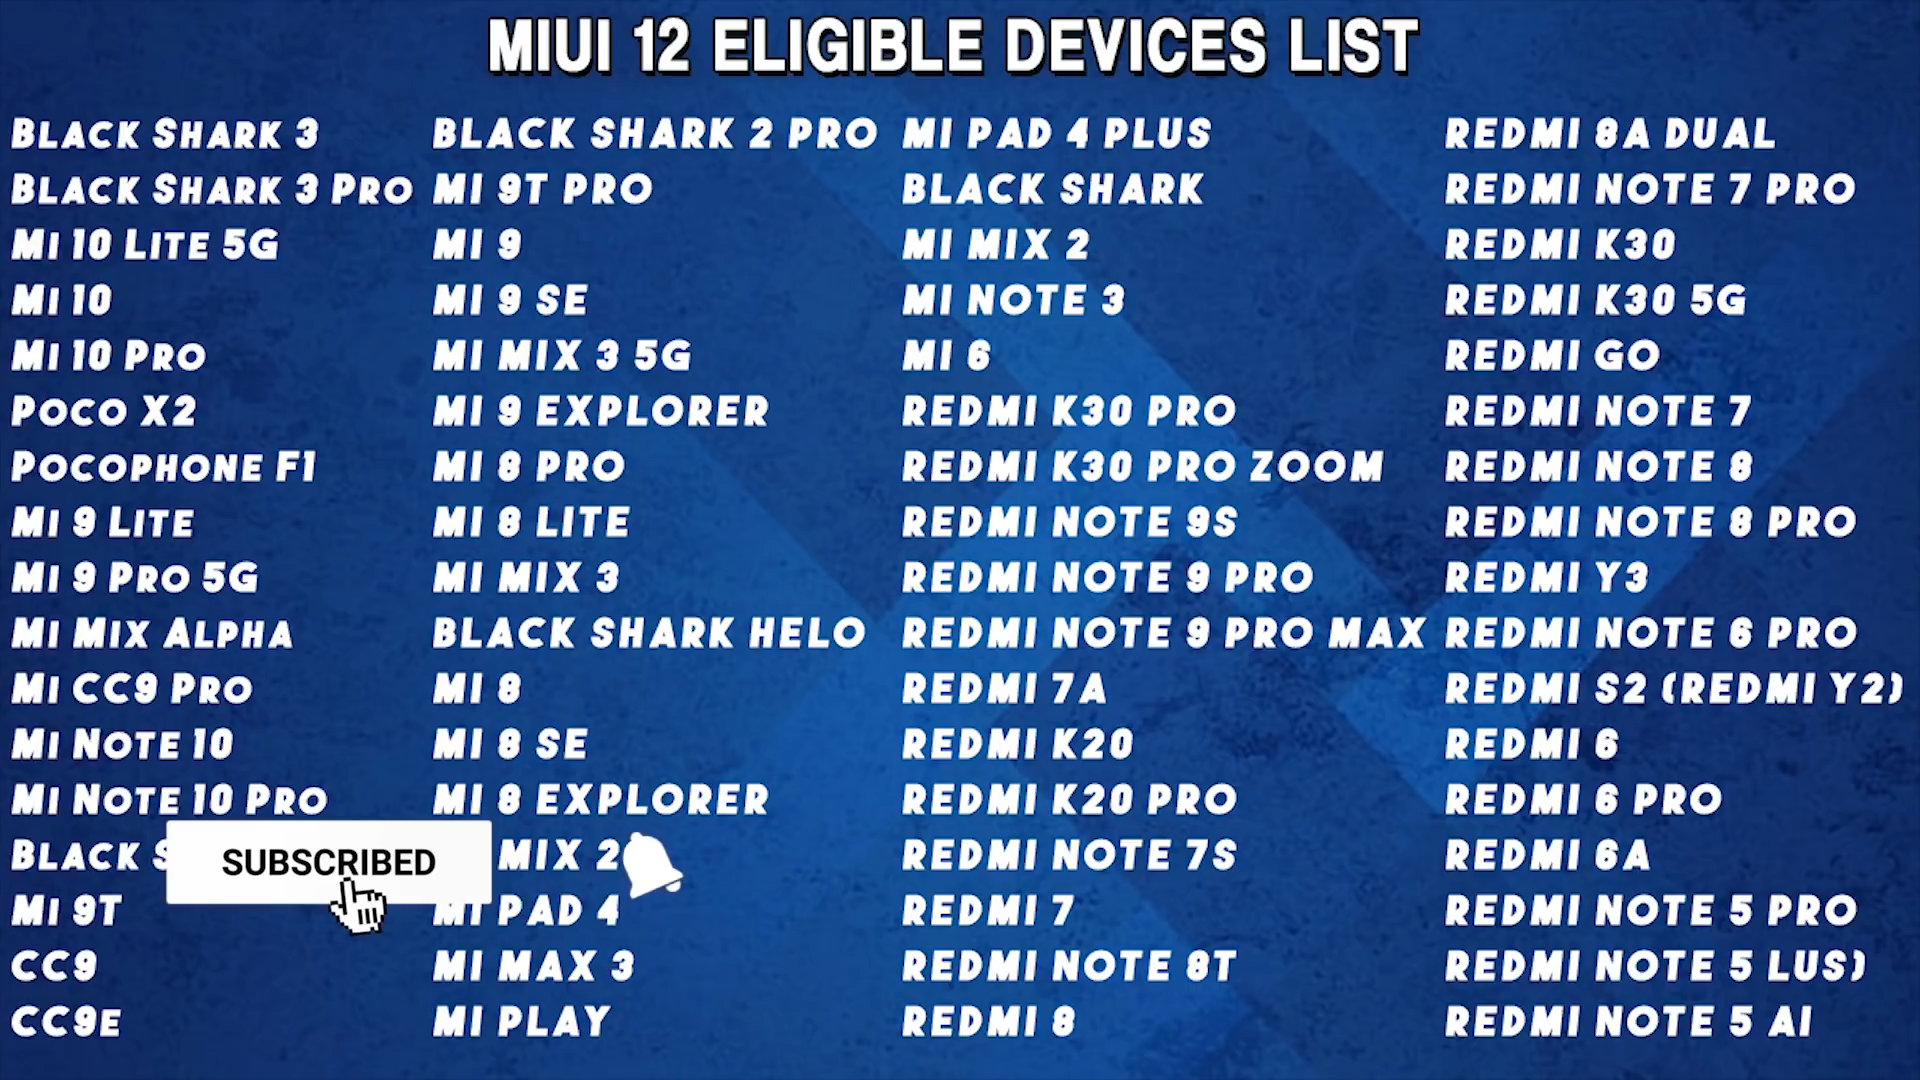 MIUI 12 ELIGIBLE DEVICES LIST
BLACK SHARK 3
BLACK SHARK 3 PRO
MI 10 LITE 5G
MI 10
MI 10 PRO
POCO X2
POCOPHONE F1
MI 9 LITE
MI 9 PRO 5G
MI MIX ALPHA
MI CC9 PRO
MI NOTE 10
MI NOTE 10 PRO
BLACK
MI 9T
CC9
CC9E
BLACK SHARK 2 PRO
MI 9T PRO
MI 9
MI 9 SE
MI MIX 3 5G
MI 9 EXPLORER
MI 8 PRO
MI 8 LITE
MI MIX 3
BLACK SHARK HELO
MI 8
MI 8 SE
MI 8 EXPLORER
MIX 2
MI PAD 4
MI MAX 3
MI PLAY
MI PAD 4 PLUS
BLACK SHARK
MI MIX 2
MI NOTE 3
MI 6
REDMI K30 PRO
REDMI K30 PRO ZOOM
REDMI NOTE 9S
REDMI NOTE 9 PRO
REDMI NOTE 9 PRO MAX
REDMI 7A
REDMI K20
REDMI K20 PRO
REDMI NOTE 7S
REDMI 7
REDMI NOTE 8T
REDMI 8
REDMI 8A DUAL
REDMI NOTE 7 PRO
REDMI K30
REDMI K30 5G
REDMI GO
REDMI NOTE 7
REDMI NOTE 8
REDMI NOTE 8 PRO
REDMI Y3
REDMI NOTE 6 PRO
REDMI S2 (REDMI Y2)
REDMI 6
REDMI 6 PRO
REDMI 6A
REDMI NOTE 5 PRO
REDMI NOTE 5 LUS)
REDMI NOTE 5 AI
SUBSCRIBED